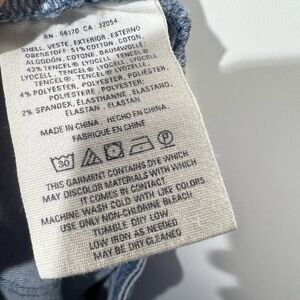 RN 66170 CA 32054
SHELL, VESTE, EXTERIOR, ESTERNO
OBERSTOFF: 51% COTTON, COTON,
ALGODÓN, COTONE, BAUMWOLLE;
43% TENCEL® LYOCELL, TENCEL®
LYOCELL, TENCEL® LYOCELL, TENCEL®
LYOCELL, TENCEL® LYOCELL;
4% POLYESTER, POLYESTER, POLIÉSTER,
POLIESTERE, POLYESTER;
2% SPANDEX, ÉLASTHANNE, ELASTANO,
ELASTAN, ELASTAN
MADE IN CHINA, HECHO EN CHINA,
FABRIQUÉ EN CHINE
30
THIS GARMENT CONTAINS DYE WHICH
MAY DISCOLOR MATERIALS WITH WHICH
IT COMES IN CONTACT
MACHINE WASH COLD WITH LIKE COLORS
USE ONLY NON-CHLORINE BLEACH
TUMBLE DRY LOW
LOW IRON AS NEEDED
MAY BE DRY CLEANED